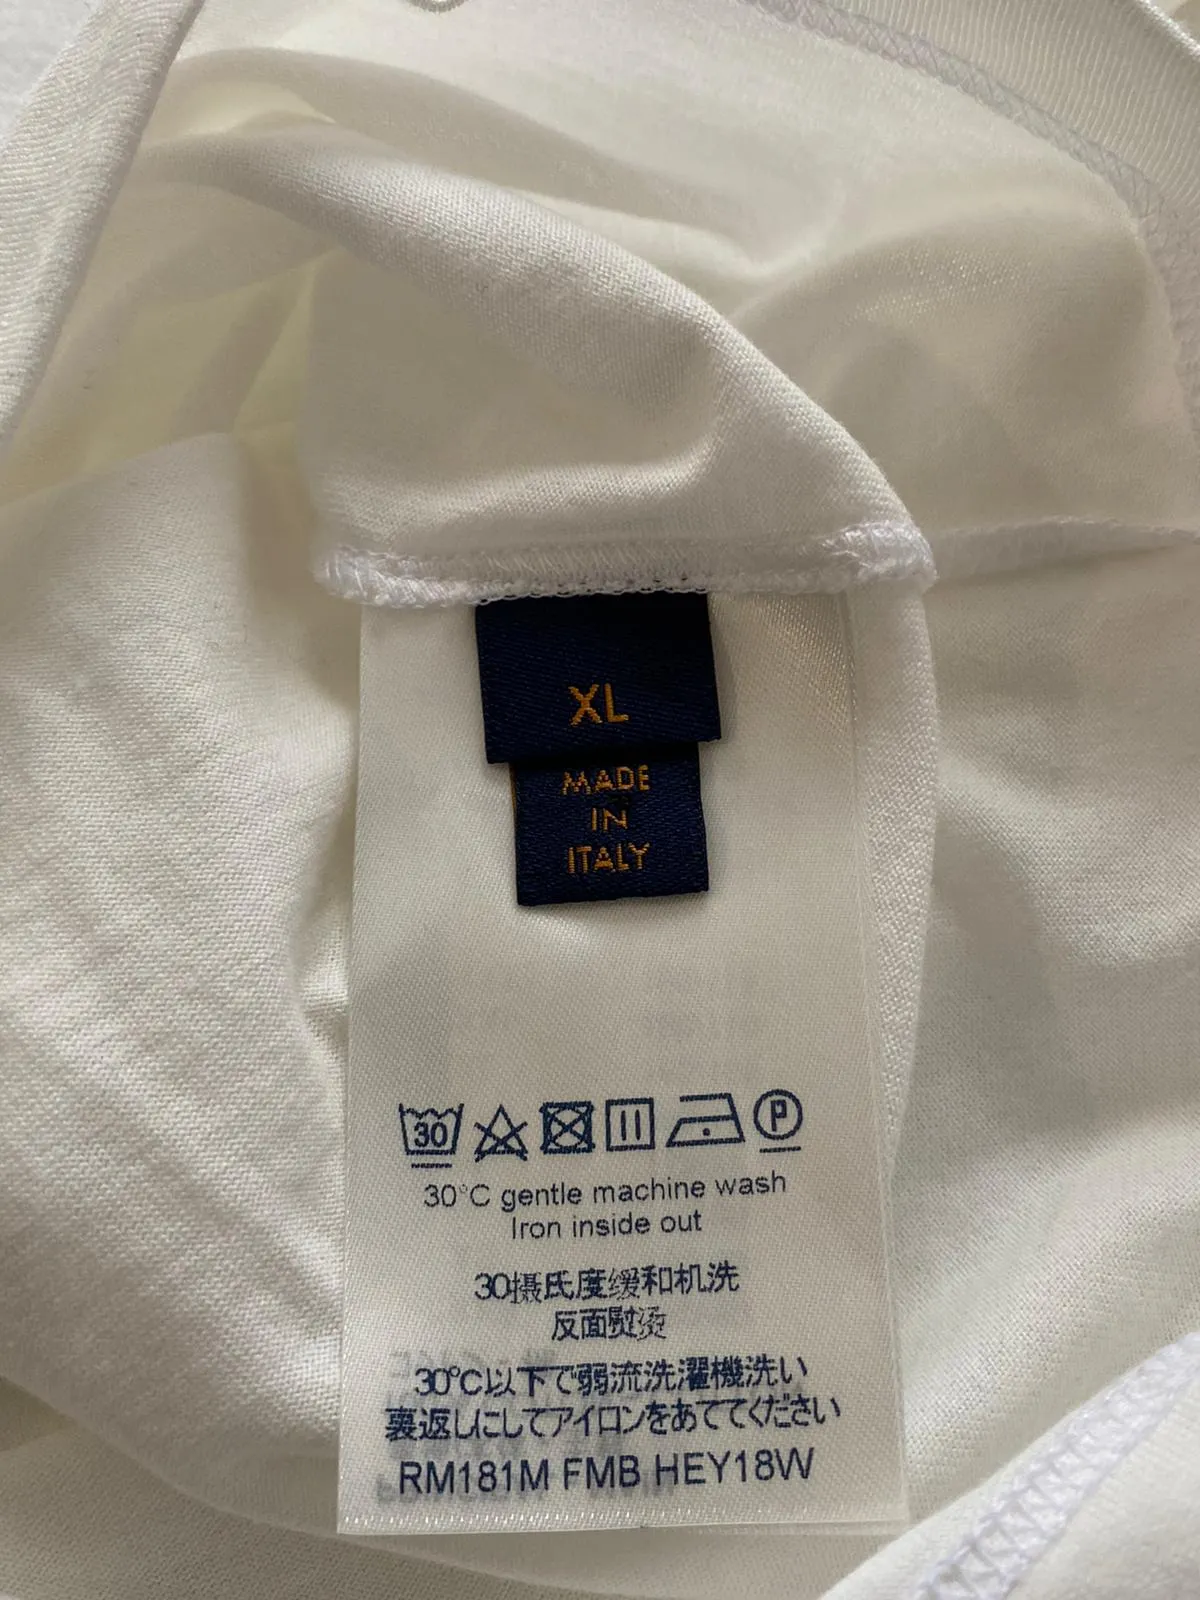 XL
MADE
IN
ITALY
30
P
30°C gentle machine wash
Iron inside out
30摄氏度缓和机洗
反面熨烫
30℃以下で弱流洗濯機洗い
裏返しにしてアイロンをあててください
RM181M FMB HEY18W